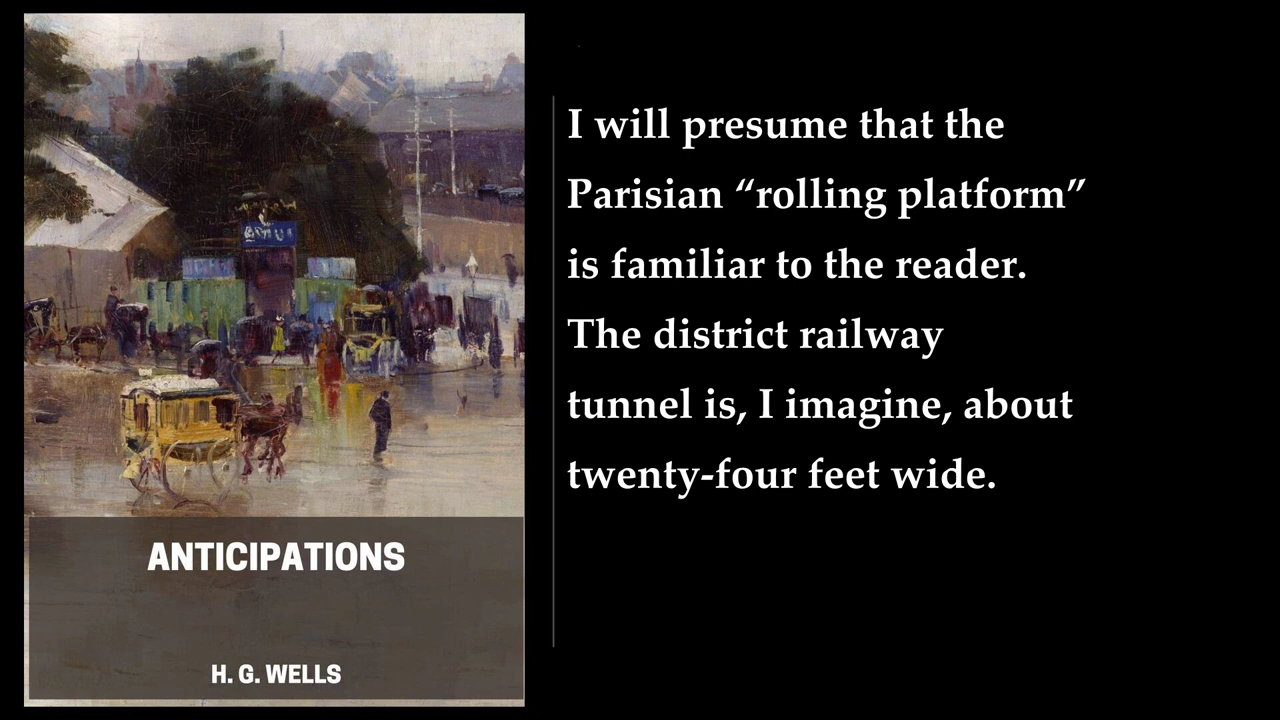 ANTICIPATIONS
H. G. WELLS
I will presume that the
Parisian “rolling platform”
is familiar to the reader.
The district railway
tunnel is, I imagine, about
twenty-four feet wide.